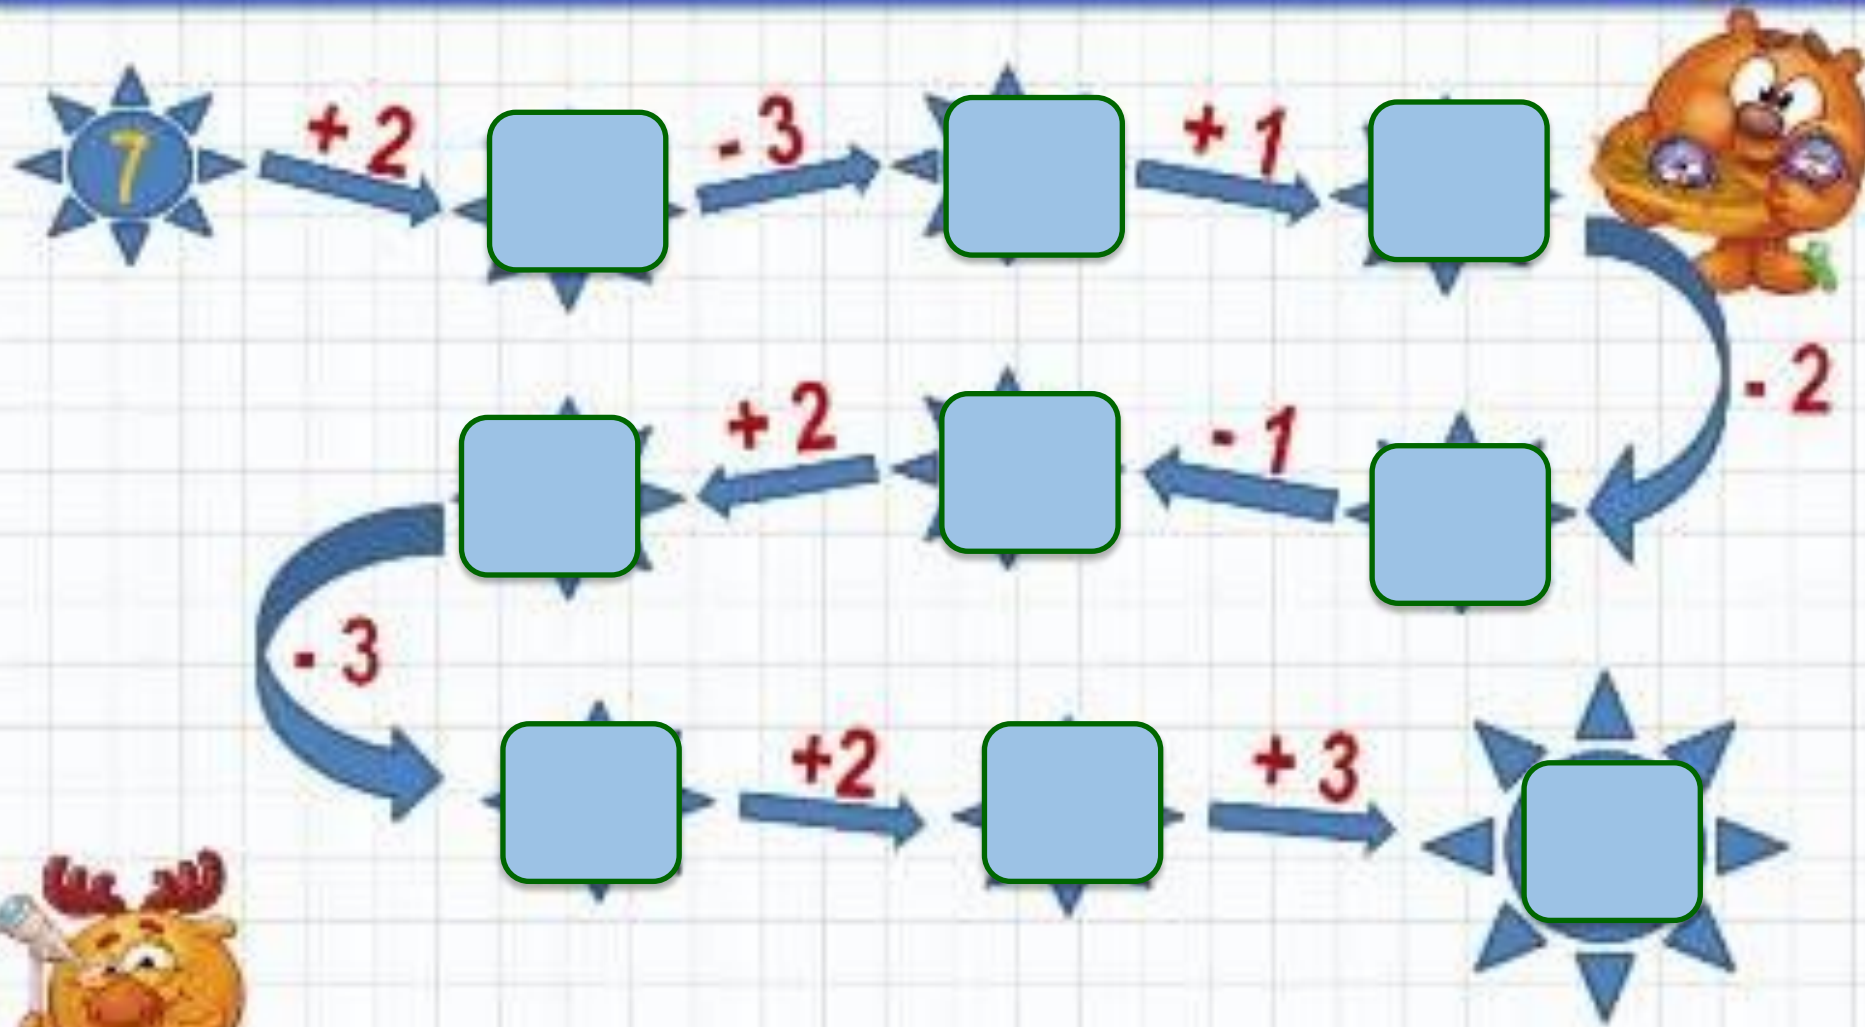 7 + 2 - 3 + 1
- 2
+ 2 - 1
- 3
+2 + 3